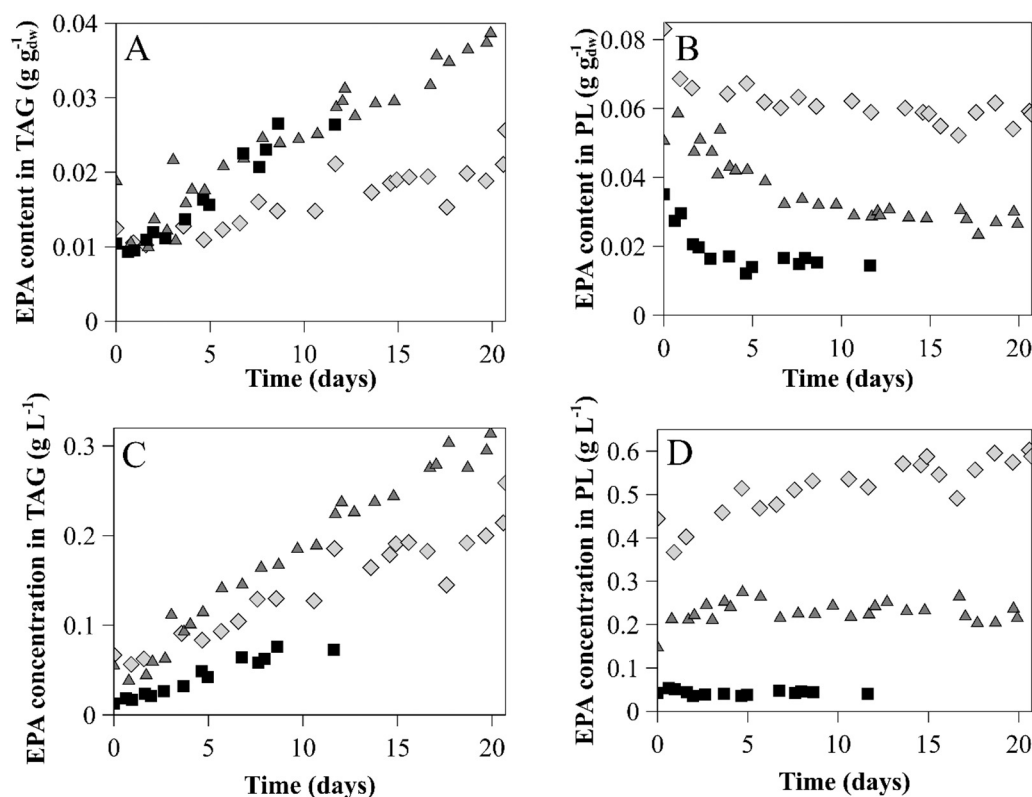 A
EPA content in TAG (g g⁻¹dw)
0.04
0.03
0.02
0.01
0
0 5 10 15 20
Time (days)
B
EPA content in PL (g g⁻¹dw)
0.08
0.06
0.04
0.02
0
0 5 10 15 20
Time (days)
C
EPA concentration in TAG (g L⁻¹)
0.3
0.2
0.1
0
0 5 10 15 20
Time (days)
D
EPA concentration in PL (g L⁻¹)
0.6
0.5
0.4
0.3
0.2
0.1
0
0 5 10 15 20
Time (days)